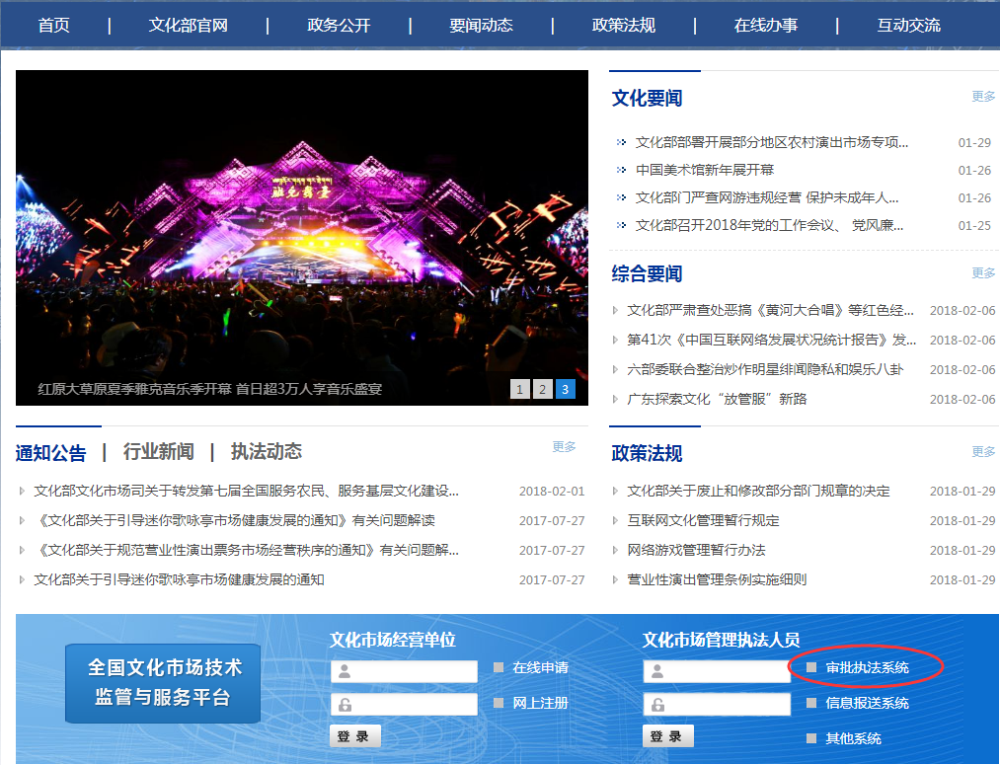 首页 | 文化部官网 | 政务公开 | 要闻动态 | 政策法规 | 在线办事 | 互动交流
红原大草原夏季雅克音乐季开幕 首日超3万人享音乐盛宴
1 2 3
文化要闻 更多
文化部部署开展部分地区农村演出市场专项... 01-29
中国美术馆新年展开幕 01-26
文化部门严查网游违规经营 保护未成年人... 01-26
文化部召开2018年党的工作会议、 党风廉... 01-25
综合要闻 更多
文化部严肃查处恶搞《黄河大合唱》等红色经... 2018-02-06
第41次《中国互联网络发展状况统计报告》发... 2018-02-06
六部委联合整治炒作明星绯闻隐私和娱乐八卦 2018-02-06
广东探索文化“放管服”新路 2018-02-06
通知公告 | 行业新闻 | 执法动态 更多
文化部文化市场司关于转发第七届全国服务农民、服务基层文化建设... 2018-02-01
《文化部关于引导迷你歌咏亭市场健康发展的通知》有关问题解读 2017-07-27
《文化部关于规范营业性演出票务市场经营秩序的通知》有关问题解... 2017-07-27
文化部关于引导迷你歌咏亭市场健康发展的通知 2017-07-27
政策法规 更多
文化部关于废止和修改部分部门规章的决定 2018-01-29
互联网文化管理暂行规定 2018-01-29
网络游戏管理暂行办法 2018-01-29
营业性演出管理条例实施细则 2018-01-29
全国文化市场技术
监管与服务平台
文化市场经营单位
在线申请
网上注册
登 录
文化市场管理执法人员
审批执法系统
信息报送系统
登 录
其他系统